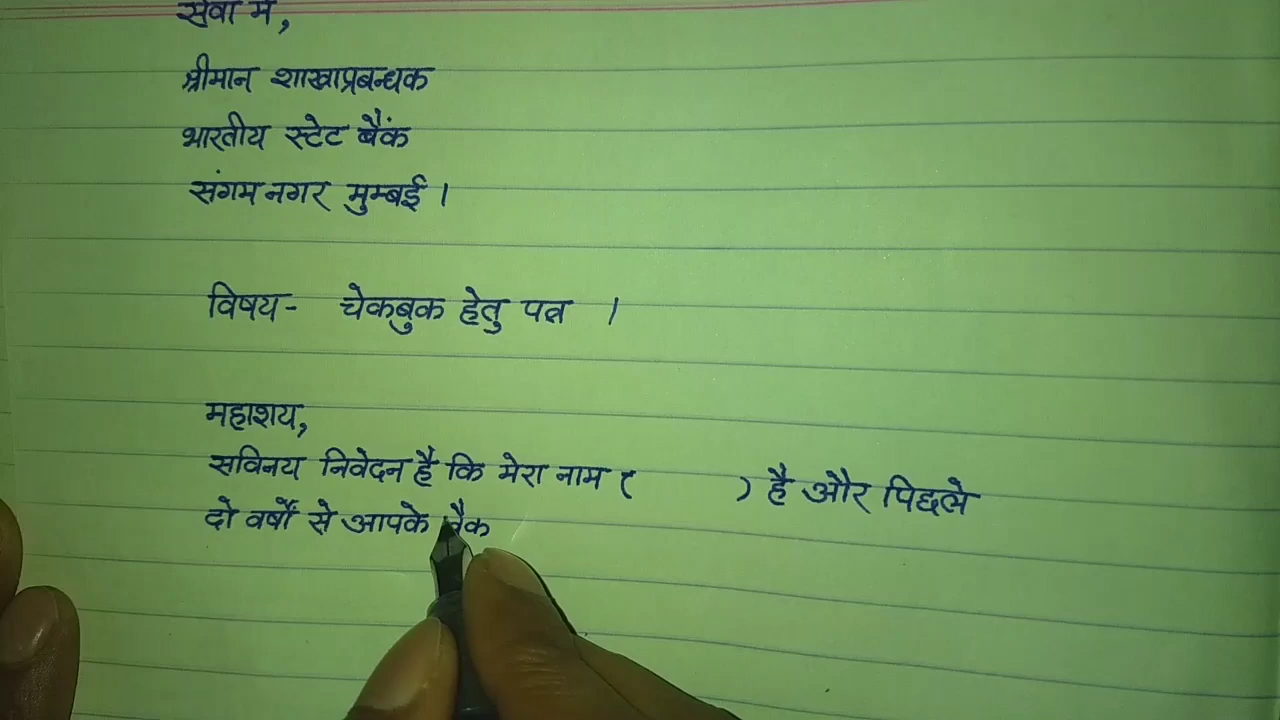 सेवा में,
श्रीमान शाखाप्रबन्धक
भारतीय स्टेट बैंक
संगम नगर मुम्बई ।
विषय- चेकबुक हेतु पत्र ।
महाशय,
सविनय निवेदन है कि मेरा नाम ( ) है और पिछले
दो वर्षों से आपके बैक